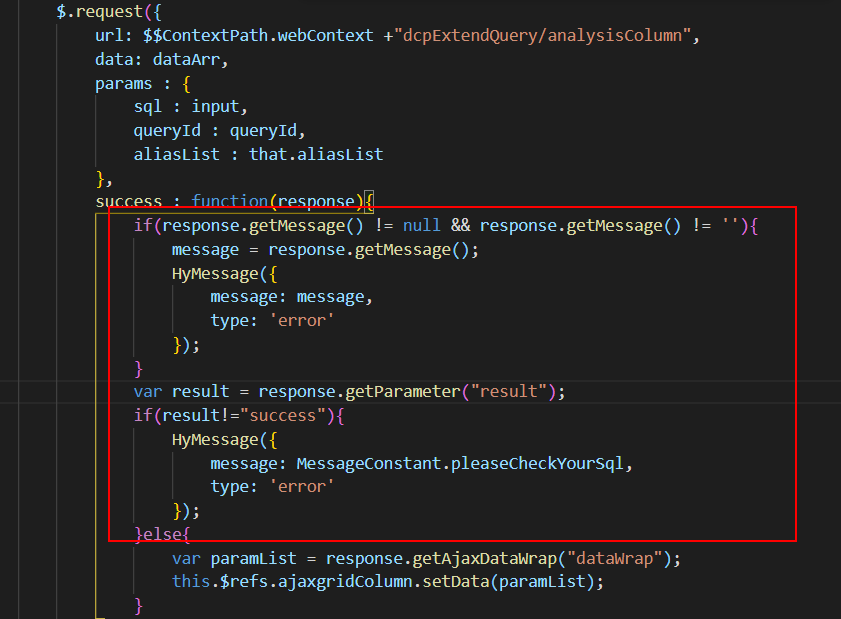 $.request({
url: $$ContextPath.webContext +"dcpExtendQuery/analysisColumn",
data: dataArr,
params : {
sql : input,
queryId : queryId,
aliasList : that.aliasList
},
success : function(response){
if(response.getMessage() != null && response.getMessage() != ''){
message = response.getMessage();
HyMessage({
message: message,
type: 'error'
});
}
var result = response.getParameter("result");
if(result!="success"){
HyMessage({
message: MessageConstant.pleaseCheckYourSql,
type: 'error'
});
}else{
var paramList = response.getAjaxDataWrap("dataWrap");
this.$refs.ajaxgridColumn.setData(paramList);
}